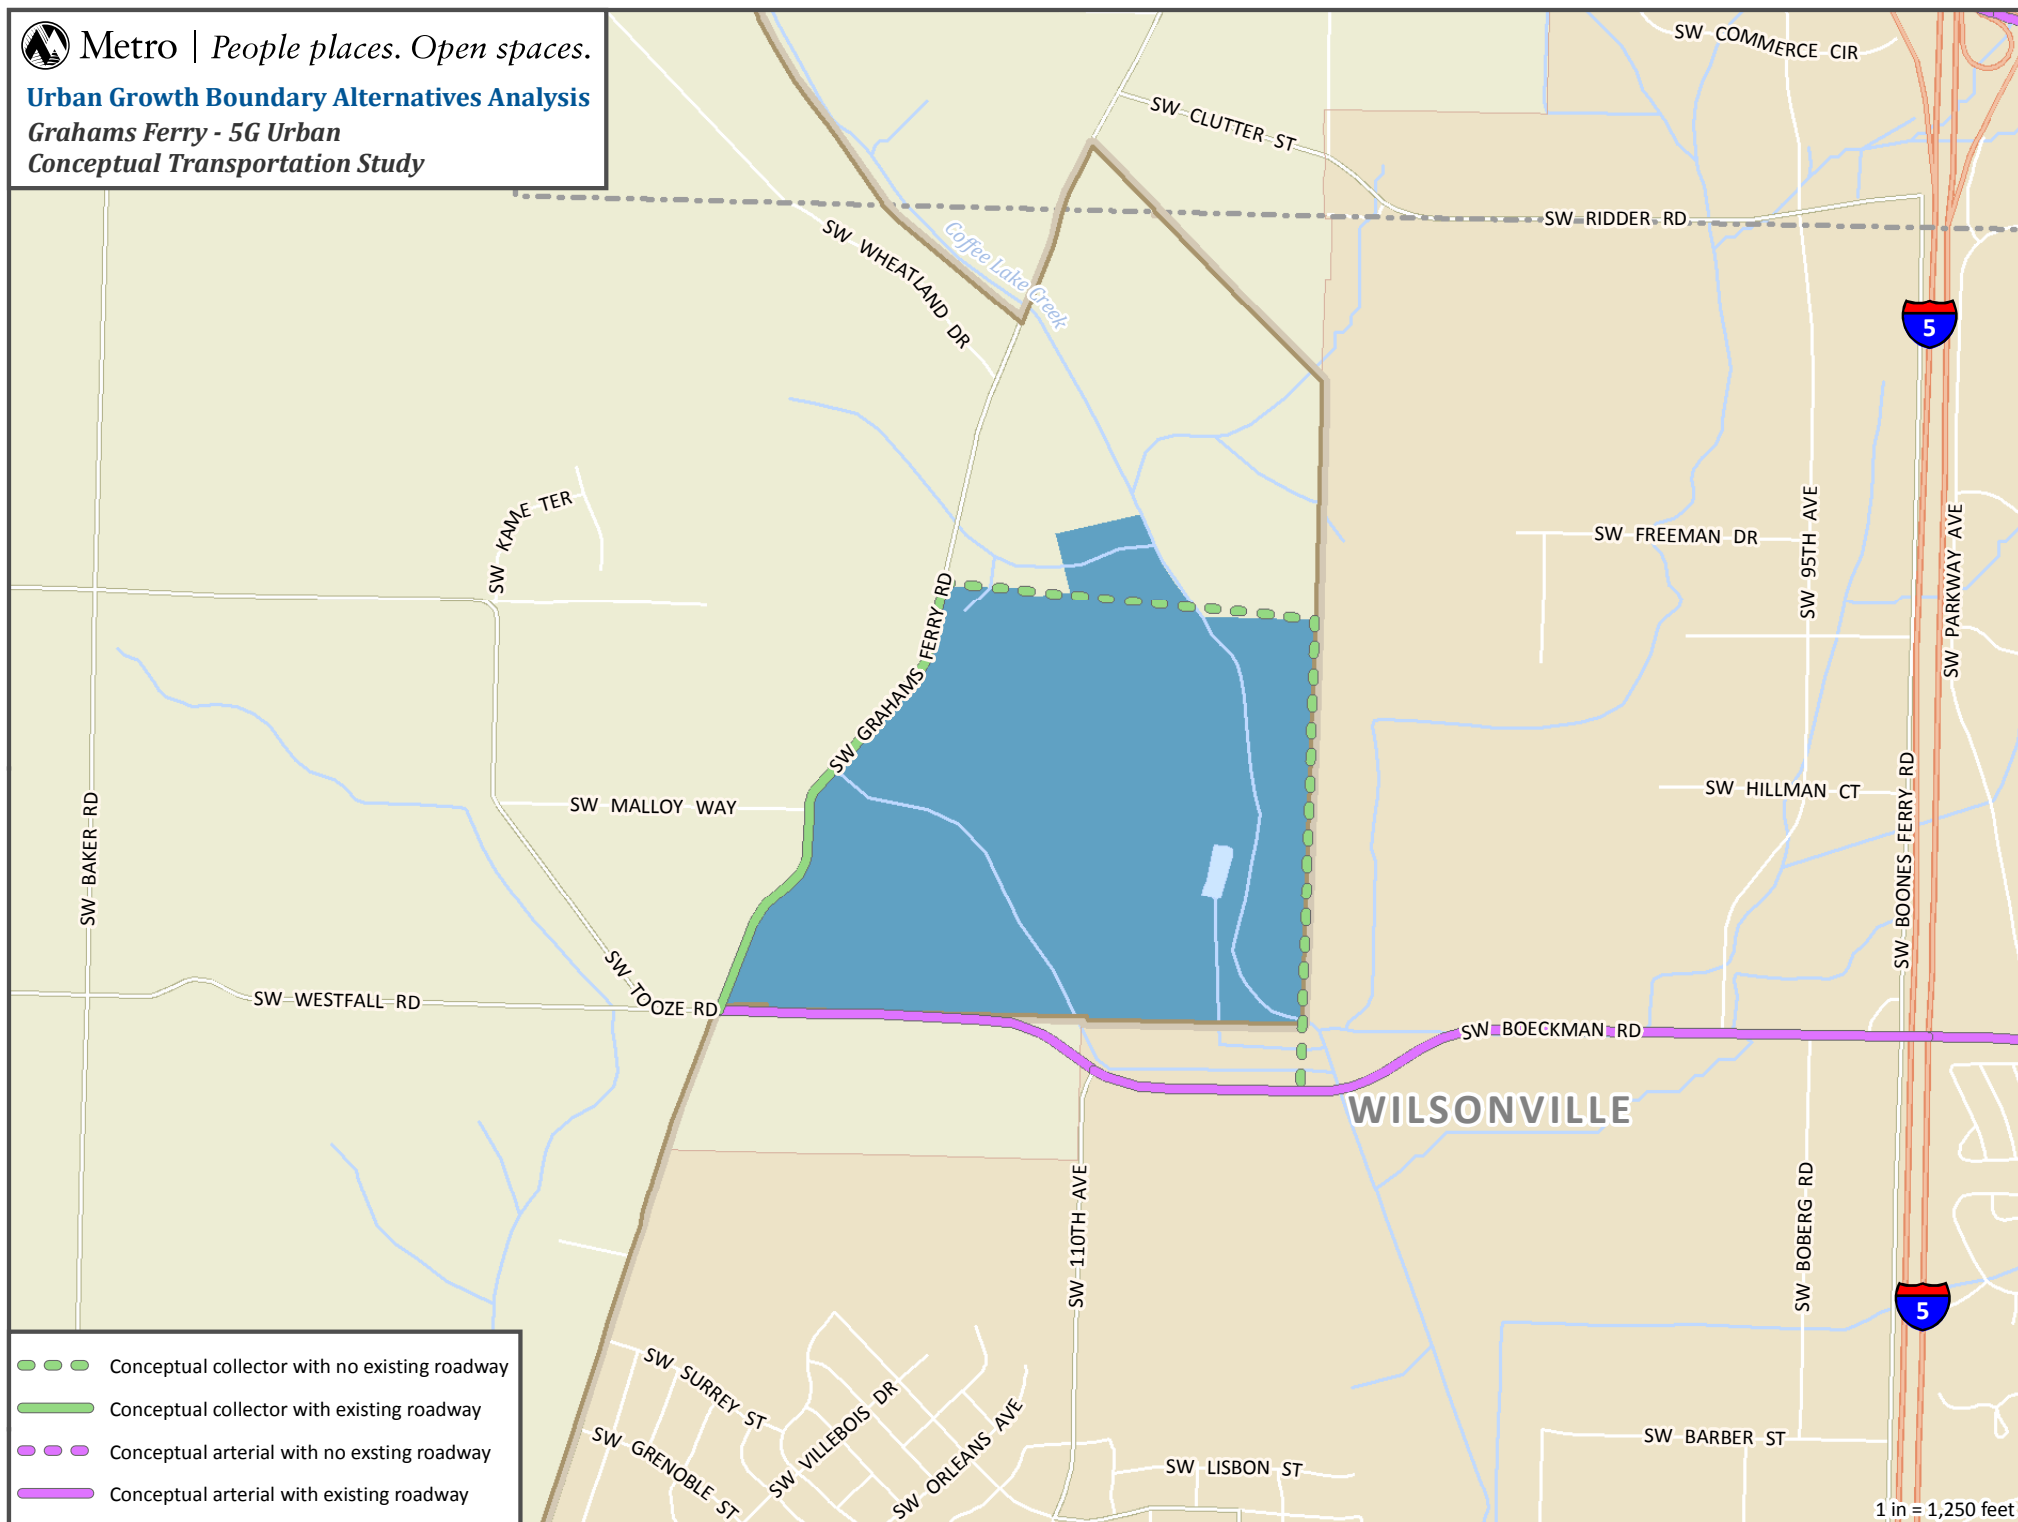 Metro | People places. Open spaces.
Urban Growth Boundary Alternatives Analysis
Grahams Ferry - 5G Urban
Conceptual Transportation Study
SW COMMERCE CIR
SW CLUTTER ST
SW RIDDER RD
SW WHEATLAND DR
Coffee Lake Creek
5
SW KAME TER
SW FREEMAN DR
SW 95TH AVE
SW PARKWAY AVE
SW GRAHAMS FERRY RD
SW MALLOY WAY
SW HILLMAN CT
SW BAKER RD
SW BOONES FERRY RD
SW WESTFALL RD
SW TOOZE RD
SW BOECKMAN RD
WILSONVILLE
SW 110TH AVE
SW BOBERG RD
5
SW SURREY ST
SW VILLEBOIS DR
SW ORLEANS AVE
SW GRENOBLE ST
SW LISBON ST
SW BARBER ST
Conceptual collector with no existing roadway
Conceptual collector with existing roadway
Conceptual arterial with no exsting roadway
Conceptual arterial with existing roadway
1 in = 1,250 feet